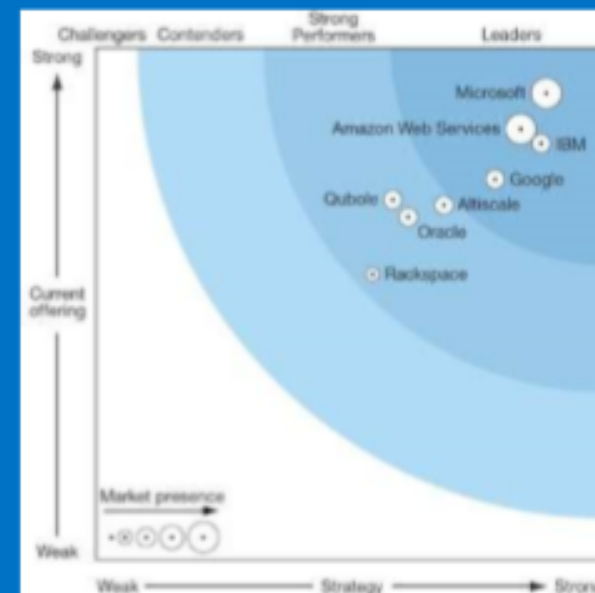 Strong
Challengers Contenders Performers Leaders
Strong
Microsoft
Amazon Web Services
IBM
Google
Qubole
Altiscale
Oracle
Rackspace
Current
offering
Market presence
Weak
Weak Strategy Strong